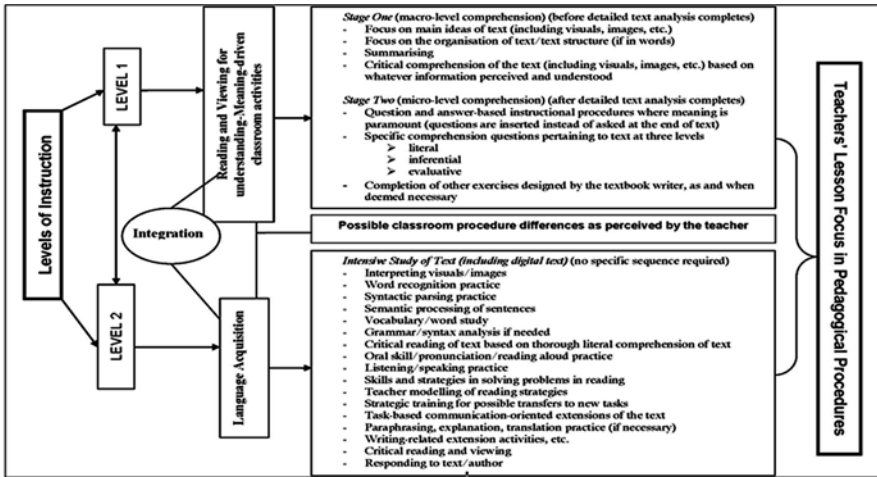 Levels of Instruction
LEVEL 1
LEVEL 2
Integration
Reading and Viewing for
understanding-Meaning-driven
classroom activities
Language Acquisition
Stage One (macro-level comprehension) (before detailed text analysis completes)
- Focus on main ideas of text (including visuals, images, etc.)
- Focus on the organisation of text/text structure (if in words)
- Summarising
- Critical comprehension of the text (including visuals, images, etc.) based on
whatever information perceived and understood
Stage Two (micro-level comprehension) (after detailed text analysis completes)
- Question and answer-based instructional procedures where meaning is
paramount (questions are inserted instead of asked at the end of text)
- Specific comprehension questions pertaining to text at three levels
➢ literal
➢ inferential
➢ evaluative
- Completion of other exercises designed by the textbook writer, as and when
deemed necessary
Possible classroom procedure differences as perceived by the teacher
Intensive Study of Text (including digital text) (no specific sequence required)
- Interpreting visuals/images
- Word recognition practice
- Syntactic parsing practice
- Semantic processing of sentences
- Vocabulary/word study
- Grammar/syntax analysis if needed
- Critical reading of text based on thorough literal comprehension of text
- Oral skill/pronunciation/reading aloud practice
- Listening/speaking practice
- Skills and strategies in solving problems in reading
- Teacher modelling of reading strategies
- Strategic training for possible transfers to new tasks
- Task-based communication-oriented extensions of the text
- Paraphrasing, explanation, translation practice (if necessary)
- Writing-related extension activities, etc.
- Critical reading and viewing
- Responding to text/author
Teachers' Lesson Focus in Pedagogical Procedures